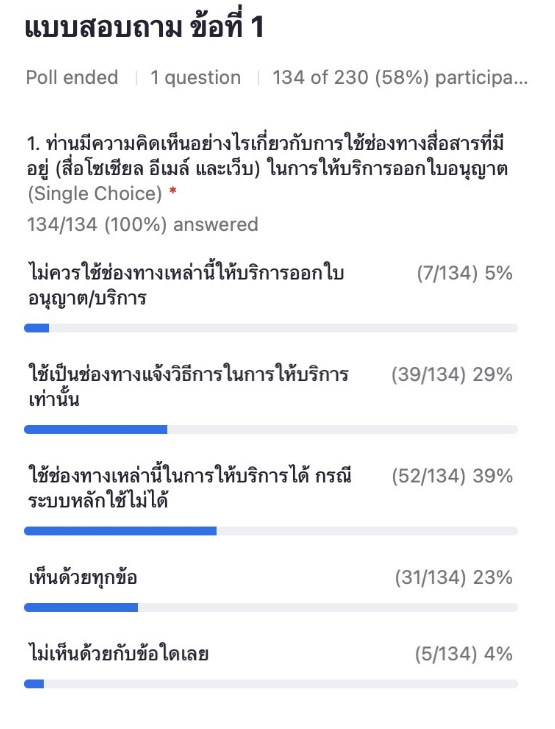 แบบสอบถาม ข้อที่ 1
Poll ended | 1 question | 134 of 230 (58%) participa...
1. ท่านมีความคิดเห็นอย่างไรเกี่ยวกับการใช้ช่องทางสื่อสารที่มี
อยู่ (สื่อโซเชียล อีเมล์ และเว็บ) ในการให้บริการออกใบอนุญาต
(Single Choice) *
134/134 (100%) answered
ไม่ควรใช้ช่องทางเหล่านี้ให้บริการออกใบ (7/134) 5%
อนุญาต/บริการ
ใช้เป็นช่องทางแจ้งวิธีการในการให้บริการ (39/134) 29%
เท่านั้น
ใช้ช่องทางเหล่านี้ในการให้บริการได้ กรณี (52/134) 39%
ระบบหลักใช้ไม่ได้
เห็นด้วยทุกข้อ (31/134) 23%
ไม่เห็นด้วยกับข้อใดเลย (5/134) 4%